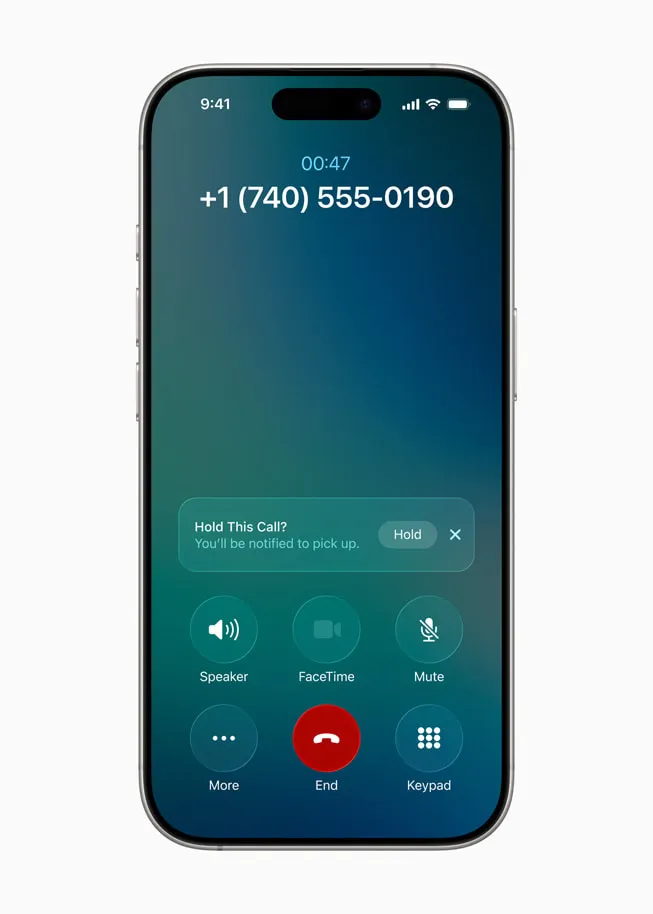 9:41
00:47
+1 (740) 555-0190
Hold This Call?
You'll be notified to pick up.
Hold
Speaker
FaceTime
Mute
More
End
Keypad